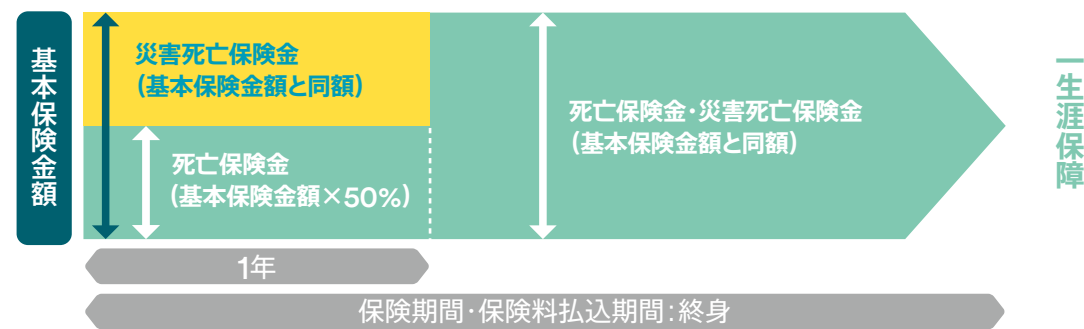 基本保険金額
災害死亡保険金
(基本保険金額と同額)
死亡保険金
(基本保険金額×50%)
死亡保険金・災害死亡保険金
(基本保険金額と同額)
一生涯保障
1年
保険期間・保険料払込期間:終身